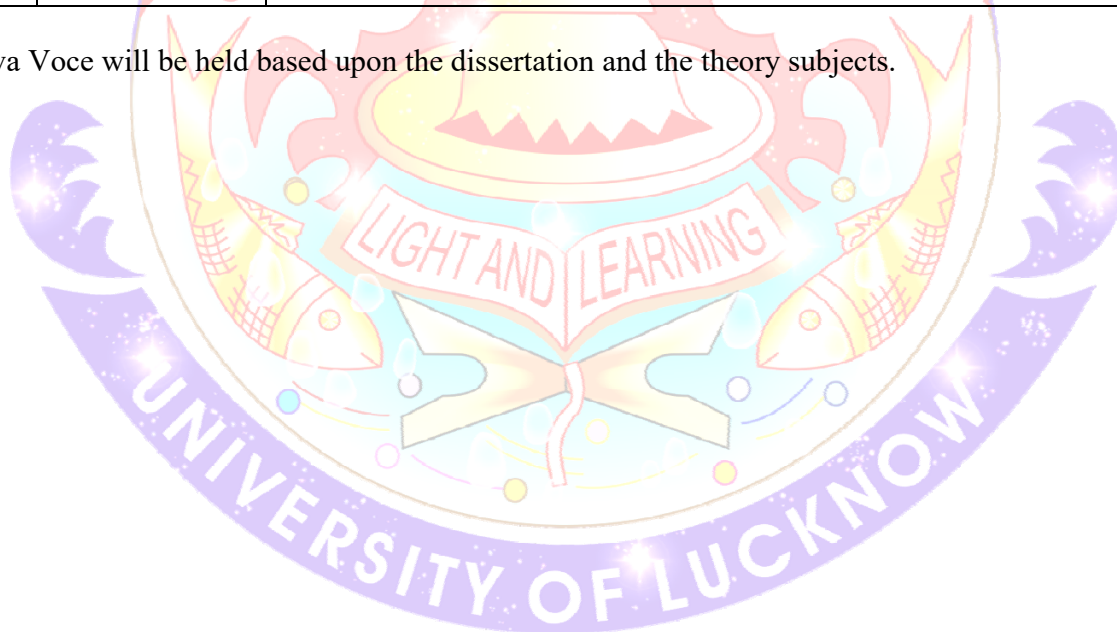 va Voce will be held based upon the dissertation and the theory subjects.
LIGHT AND LEARNING
UNIVERSITY OF LUCKNOW